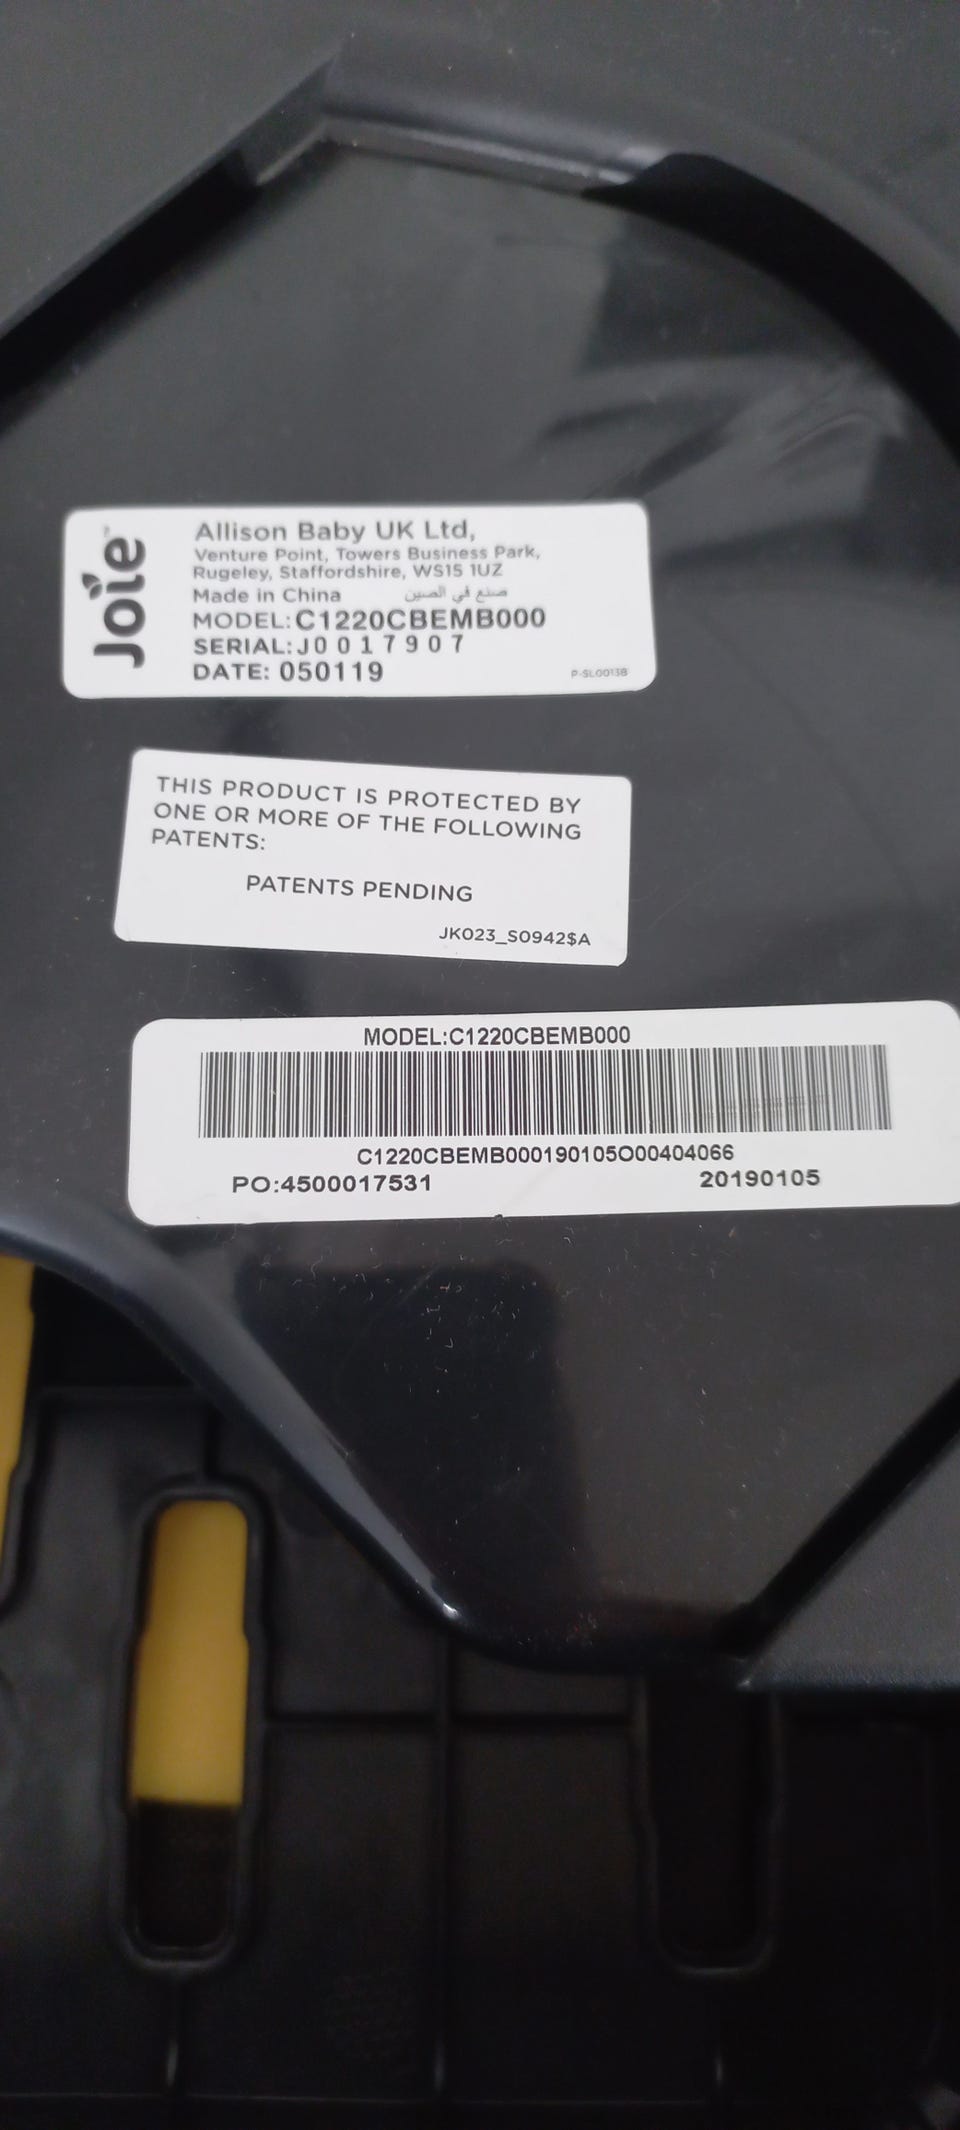 Joie
Allison Baby UK Ltd,
Venture Point, Towers Business Park,
Rugeley, Staffordshire, WS15 1UZ
Made in China صنع في الصين
MODEL: C1220CBEMB000
SERIAL: J0017907
DATE: 050119
P-SL0013B
THIS PRODUCT IS PROTECTED BY
ONE OR MORE OF THE FOLLOWING
PATENTS:
PATENTS PENDING
JK023_S0942$A
MODEL:C1220CBEMB000
C1220CBEMB000190105O00404066
PO:4500017531 20190105